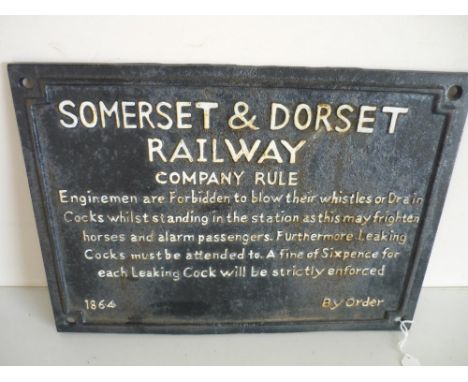 SOMERSET & DORSET
RAILWAY
COMPANY RULE
Enginemen are Forbidden to blow their whistles or Drain
Cocks whilst standing in the station as this may frighten
horses and alarm passengers. Furthermore Leaking
Cocks must be attended to. A fine of Sixpence for
each Leaking Cock will be strictly enforced
1864 By Order